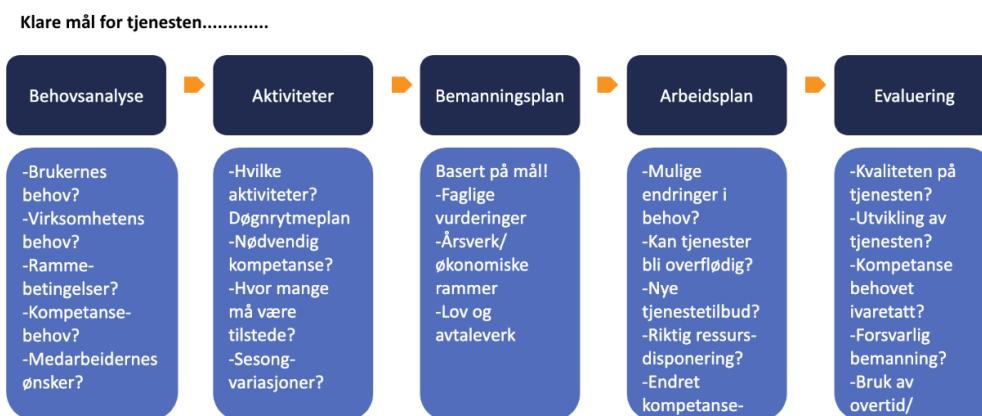 Klare mål for tjenesten.............
Behovsanalyse
Aktiviteter
Bemanningsplan
Arbeidsplan
Evaluering
-Brukernes
behov?
-Virksomhetens
behov?
-Ramme-
betingelser?
-Kompetanse-
behov?
-Medarbeidernes
ønsker?
-Hvilke
aktiviteter?
Døgnrytmeplan
-Nødvendig
kompetanse?
-Hvor mange
må være
tilstede?
-Sesong-
variasjoner?
Basert på mål!
-Faglige
vurderinger
-Årsverk/
økonomiske
rammer
-Lov og
avtaleverk
-Mulige
endringer i
behov?
-Kan tjenester
bli overflødig?
-Nye
tjenestetilbud?
-Riktig ressurs-
disponering?
-Endret
kompetanse-
-Kvaliteten på
tjenesten?
-Utvikling av
tjenesten?
-Kompetanse
behovet
ivaretatt?
-Forsvarlig
bemanning?
-Bruk av
overtid/